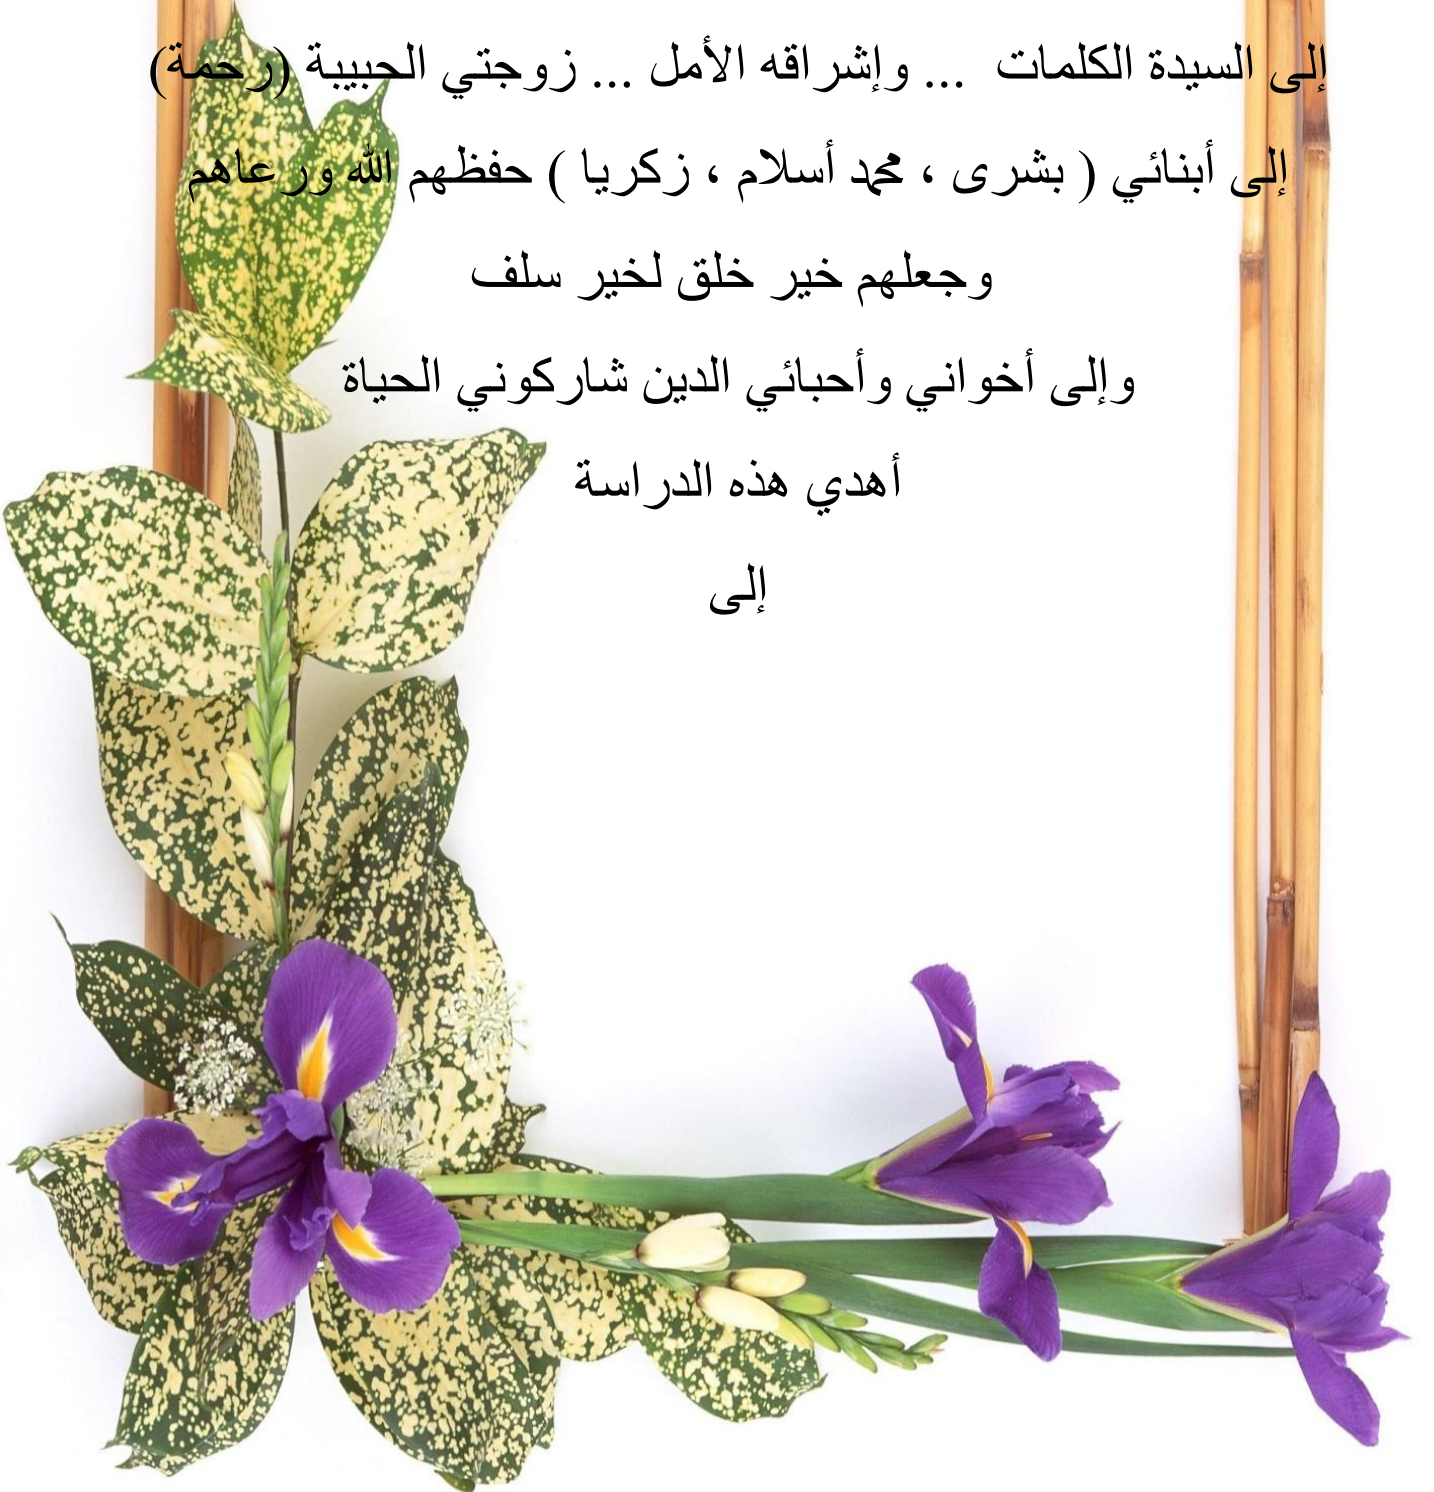 إلى السيدة الكلمات ... وإشراقه الأمل ... زوجتي الحبيبة (رحمة)
إلى أبنائي ( بشرى ، محمد أسلام ، زكريا ) حفظهم الله ورعاهم
وجعلهم خير خلق لخير سلف
وإلى أخواني وأحبائي الدين شاركوني الحياة
أهدي هذه الدراسة
إلى